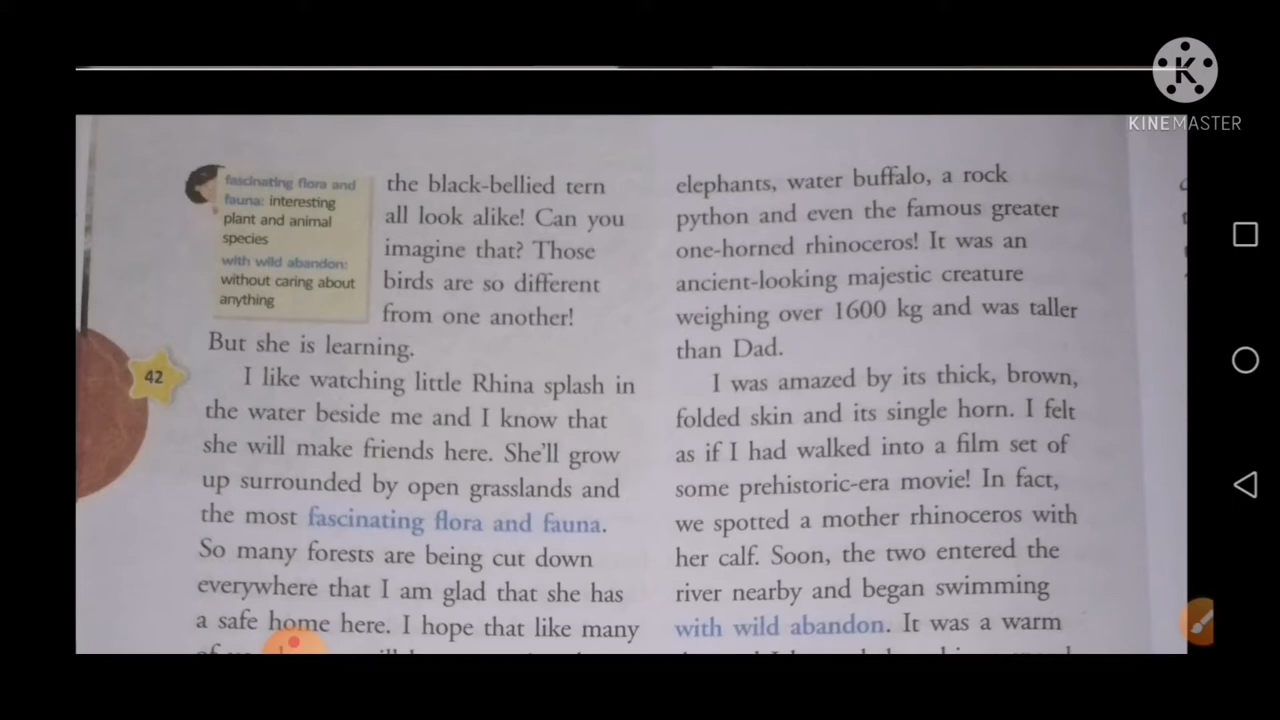 KINEMASTER
fascinating flora and
fauna: interesting
plant and animal
species
with wild abandon:
without caring about
anything
the black-bellied tern
all look alike! Can you
imagine that? Those
birds are so different
from one another!
But she is learning.
42
I like watching little Rhina splash in
the water beside me and I know that
she will make friends here. She'll grow
up surrounded by open grasslands and
the most fascinating flora and fauna.
So many forests are being cut down
everywhere that I am glad that she has
a safe home here. I hope that like many
elephants, water buffalo, a rock
python and even the famous greater
one-horned rhinoceros! It was an
ancient-looking majestic creature
weighing over 1600 kg and was taller
than Dad.
I was amazed by its thick, brown,
folded skin and its single horn. I felt
as if I had walked into a film set of
some prehistoric-era movie! In fact,
we spotted a mother rhinoceros with
her calf. Soon, the two entered the
river nearby and began swimming
with wild abandon. It was a warm